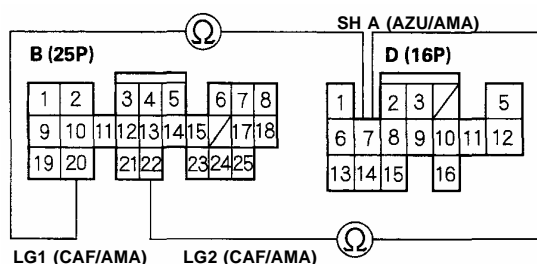 SH A (AZU/AMA)
Ω
B (25P)
D (16P)
1 2 3 4 5 6 7 8
9 10 11 12 13 14 15 17 18
19 20 21 22 23 24 25
1 2 3 5
6 7 8 9 10 11 12
13 14 15 16
Ω
LG1 (CAF/AMA) LG2 (CAF/AMA)